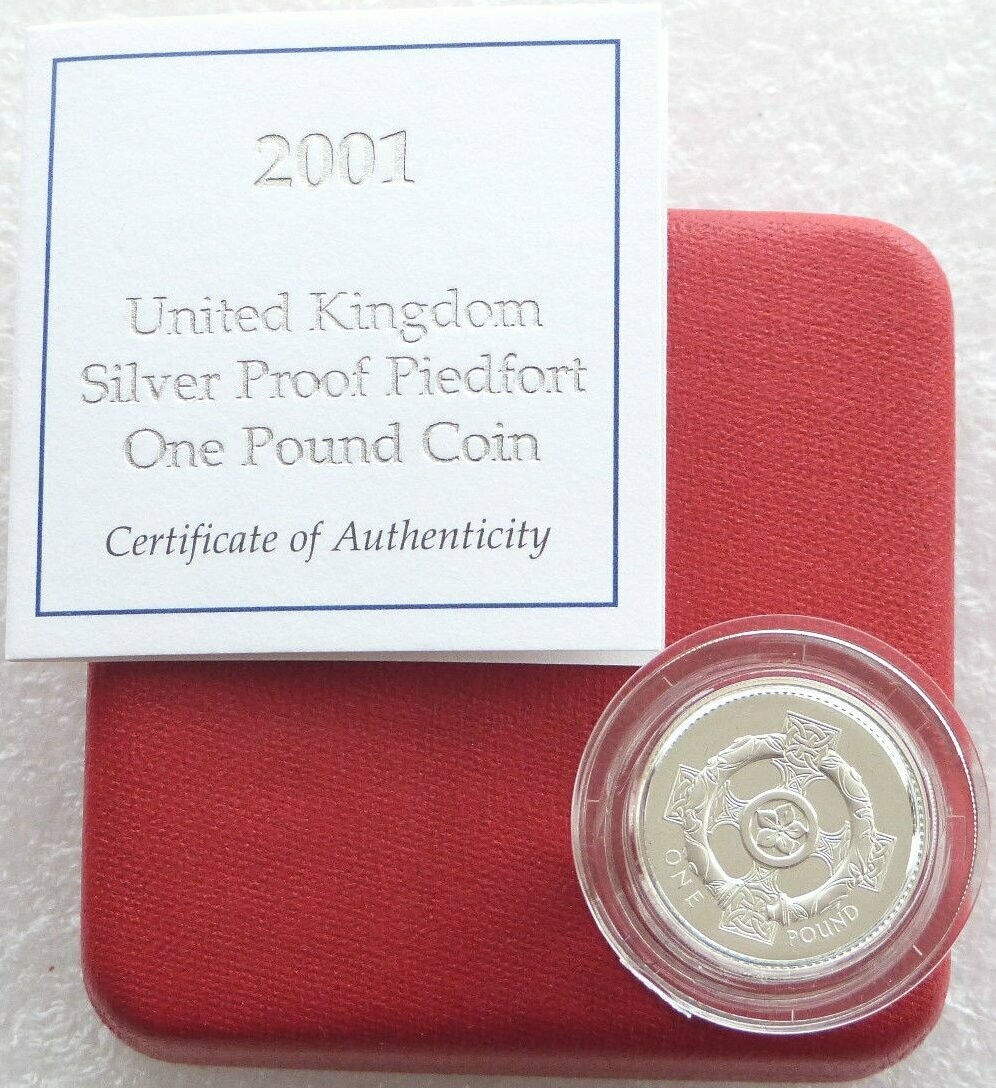 2001
United Kingdom
Silver Proof Piedfort
One Pound Coin
Certificate of Authenticity
ONE POUND